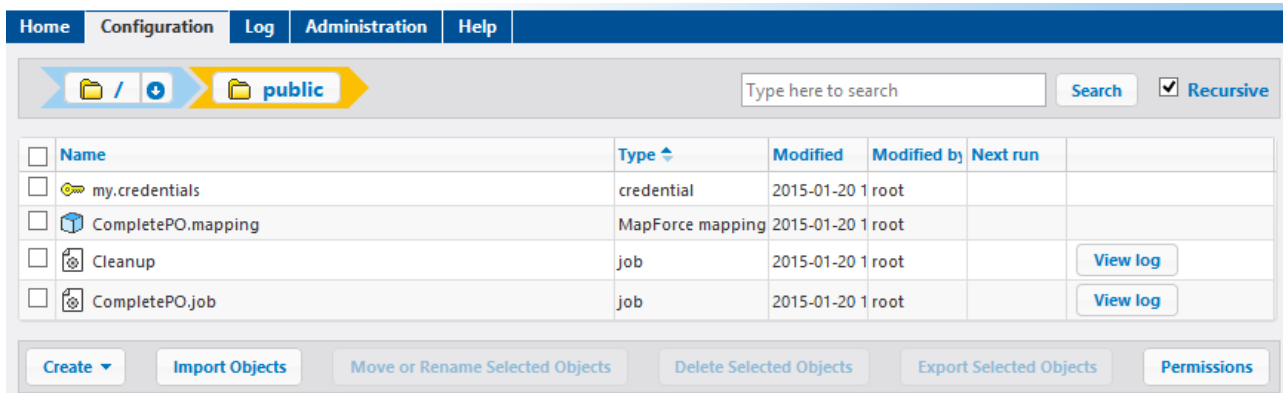 Home Configuration Log Administration Help
/ public Type here to search Search Recursive
Name Type Modified Modified by Next run
my.credentials credential 2015-01-20 1 root
CompletePO.mapping MapForce mapping 2015-01-20 1 root
Cleanup job 2015-01-20 1 root View log
CompletePO.job job 2015-01-20 1 root View log
Create Import Objects Move or Rename Selected Objects Delete Selected Objects Export Selected Objects Permissions